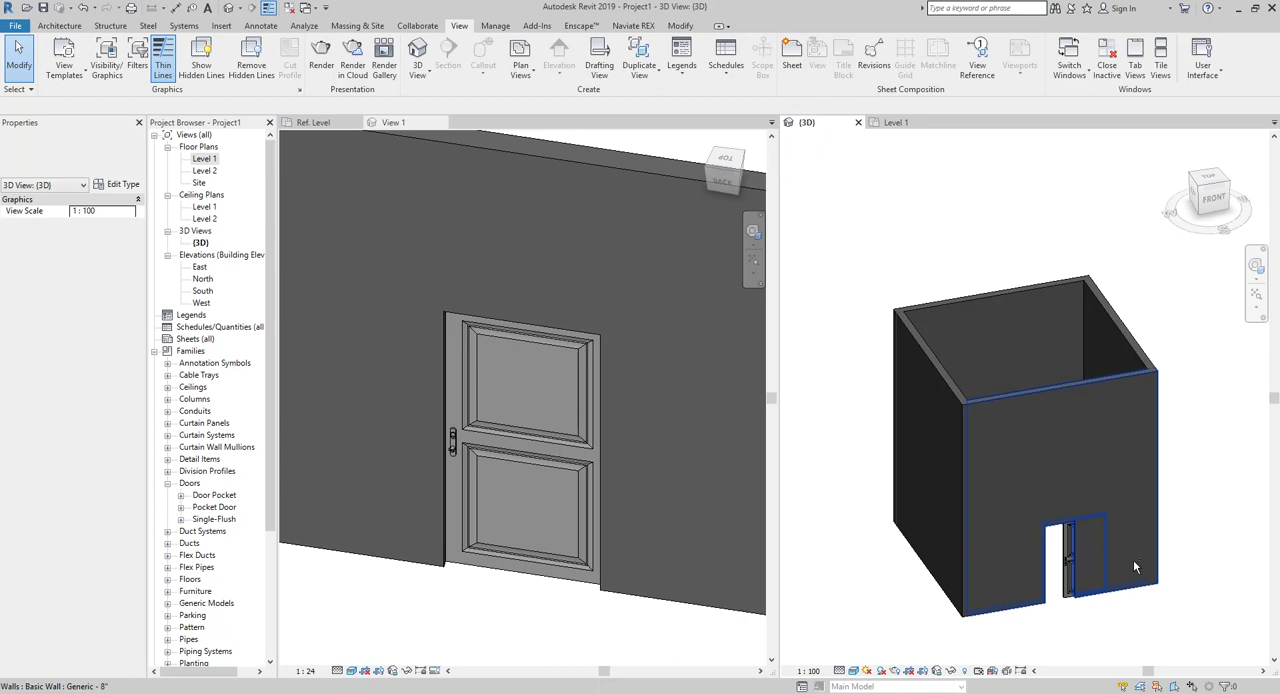 Autodesk Revit 2019 - Project1 - 3D View: {3D}
Type a keyword or phrase
Sign In
File Architecture Structure Steel Systems Insert Annotate Analyze Massing & Site Collaborate View Manage Add-Ins Enscape™ Naviate REX Modify
Modify
View Templates
Visibility/ Graphics
Filters
Thin Lines
Show Hidden Lines
Remove Hidden Lines
Cut Profile
Render
Render in Cloud
Render Gallery
3D View
Section
Callout
Plan Views
Elevation
Drafting View
Duplicate View
Legends
Schedules
Scope Box
Sheet
View
Title Block
Revisions
Guide Grid
Matchline
View Reference
Viewports
Switch Windows
Close Inactive
Tab Views
Tile Views
User Interface
Select
Graphics
Presentation
Create
Sheet Composition
Windows
Properties
3D View: {3D}
Edit Type
Graphics
View Scale
1 : 100
Project Browser - Project1
Views (all)
Floor Plans
Level 1
Level 2
Site
Ceiling Plans
Level 1
Level 2
3D Views
{3D}
Elevations (Building Elev
East
North
South
West
Legends
Schedules/Quantities (all
Sheets (all)
Families
Annotation Symbols
Cable Trays
Ceilings
Columns
Conduits
Curtain Panels
Curtain Systems
Curtain Wall Mullions
Detail Items
Division Profiles
Doors
Door Pocket
Pocket Door
Single-Flush
Duct Systems
Ducts
Flex Ducts
Flex Pipes
Floors
Furniture
Generic Models
Parking
Pattern
Pipes
Piping Systems
Planting
Ref. Level
View 1
TOP
BACK
1 : 24
{3D}
Level 1
TOP
FRONT
1 : 100
Walls : Basic Wall : Generic - 8"
Main Model
:0